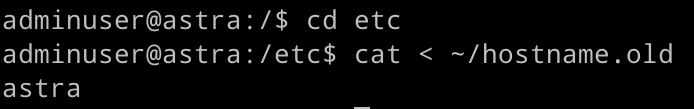 adminuser@astra:/$ cd etc
adminuser@astra:/etc$ cat < ~/hostname.old
astra